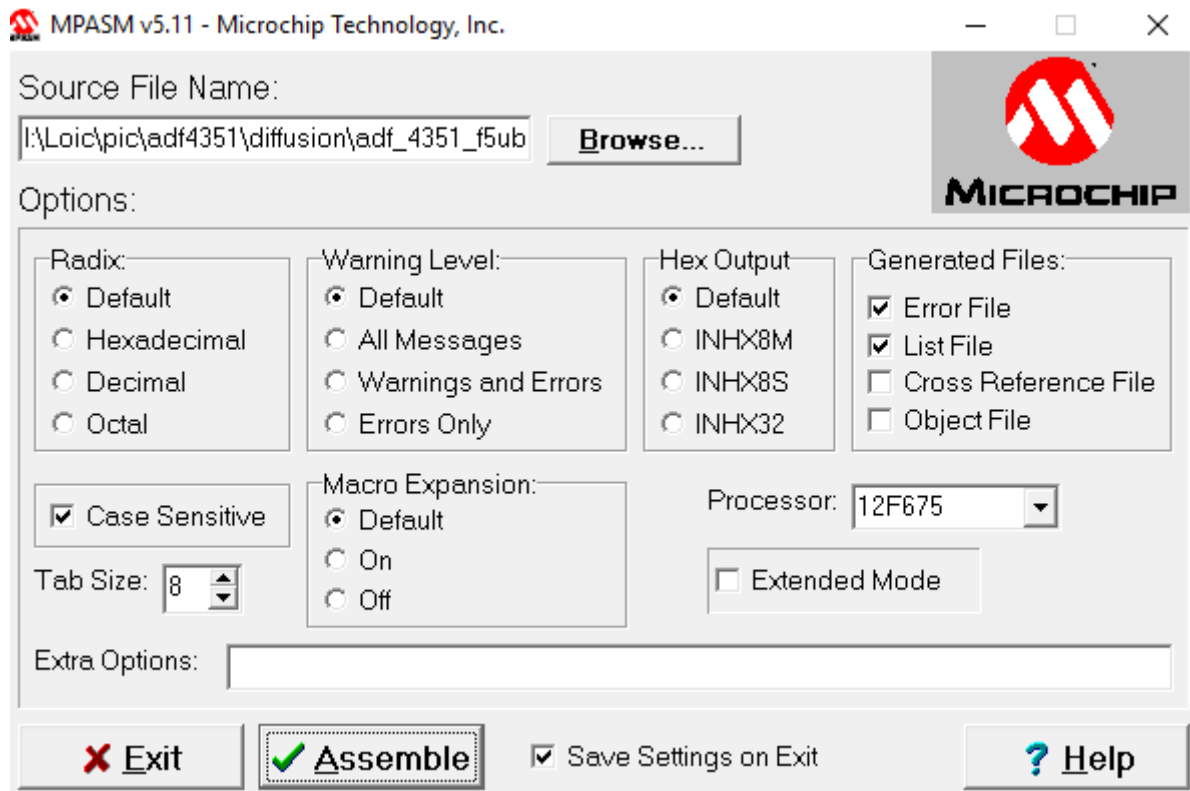 MPASM v5.11 - Microchip Technology, Inc.
Source File Name:
I:\Loic\pic\adf4351\diffusion\adf_4351_f5ub
Browse...
MICROCHIP
Options:
Radix:
Default
Hexadecimal
Decimal
Octal
Warning Level:
Default
All Messages
Warnings and Errors
Errors Only
Hex Output
Default
INHX8M
INHX8S
INHX32
Generated Files:
Error File
List File
Cross Reference File
Object File
Case Sensitive
Tab Size: 8
Macro Expansion:
Default
On
Off
Processor: 12F675
Extended Mode
Extra Options:
Exit
Assemble
Save Settings on Exit
? Help